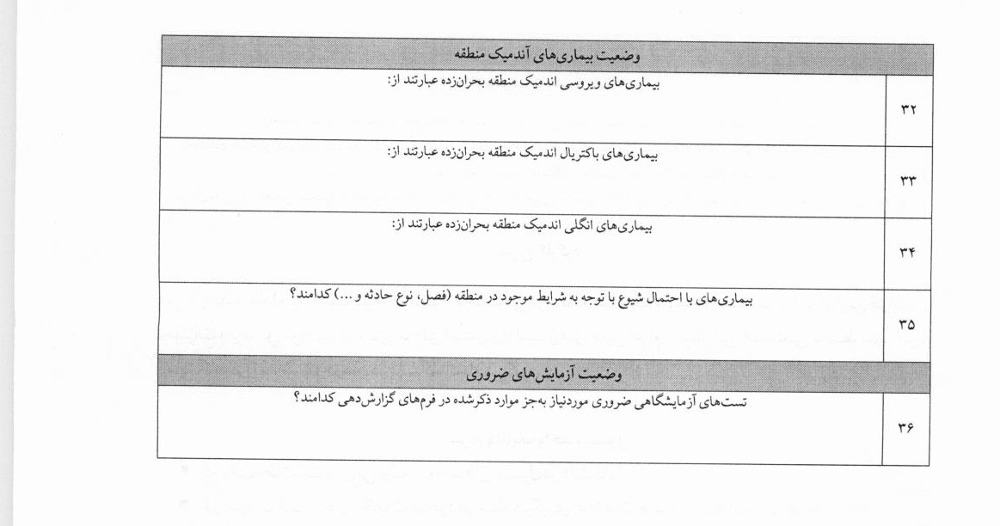 وضعیت بیماری‌های آندمیک منطقه
۳۲
بیماری‌های ویروسی اندمیک منطقه بحران‌زده عبارتند از:
۳۳
بیماری‌های باکتریال اندمیک منطقه بحران‌زده عبارتند از:
۳۴
بیماری‌های انگلی اندمیک منطقه بحران‌زده عبارتند از:
۳۵
بیماری‌های با احتمال شیوع با توجه به شرایط موجود در منطقه (فصل، نوع حادثه و ...) کدامند؟
وضعیت آزمایش‌های ضروری
۳۶
تست‌های آزمایشگاهی ضروری موردنیاز به‌جز موارد ذکرشده در فرم‌های گزارش‌دهی کدامند؟